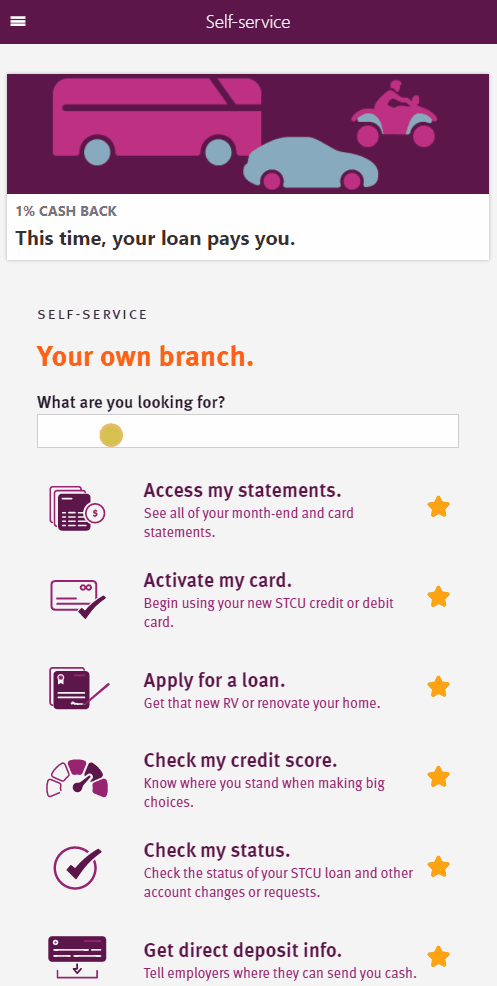 Self-service
1% CASH BACK
This time, your loan pays you.
SELF-SERVICE
Your own branch.
What are you looking for?
Access my statements.
See all of your month-end and card
statements.
$
Activate my card.
Begin using your new STCU credit or debit
card.
Apply for a loan.
Get that new RV or renovate your home.
Check my credit score.
Know where you stand when making big
choices.
Check my status.
Check the status of your STCU loan and other
account changes or requests.
Get direct deposit info.
Tell employers where they can send you cash.